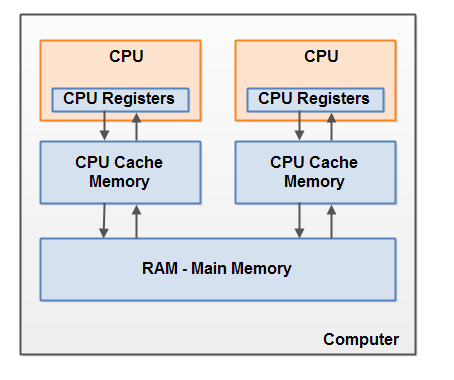 CPU
CPU
CPU Registers
CPU Registers
CPU Cache
Memory
CPU Cache
Memory
RAM - Main Memory
Computer